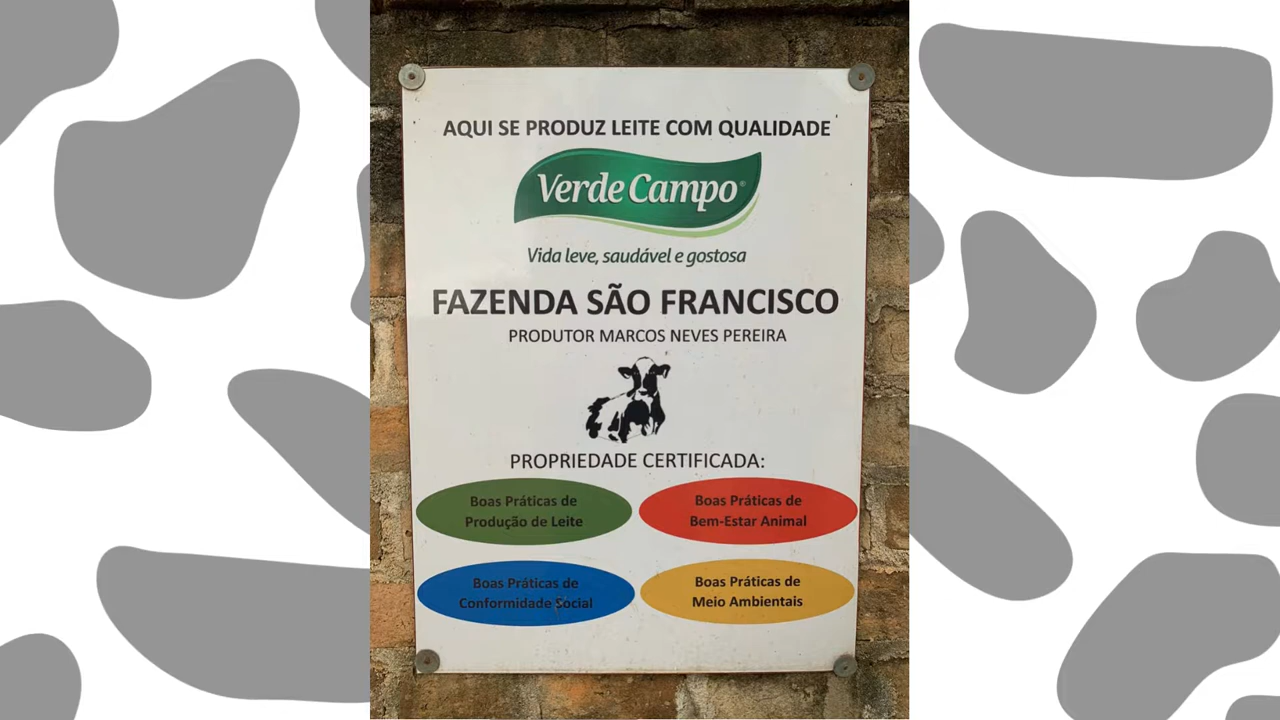 AQUI SE PRODUZ LEITE COM QUALIDADE
Verde Campo
Vida leve, saudável e gostosa
FAZENDA SÃO FRANCISCO
PRODUTOR MARCOS NEVES PEREIRA
PROPRIEDADE CERTIFICADA:
Boas Práticas de
Produção de Leite
Boas Práticas de
Bem-Estar Animal
Boas Práticas de
Conformidade Social
Boas Práticas de
Meio Ambientais